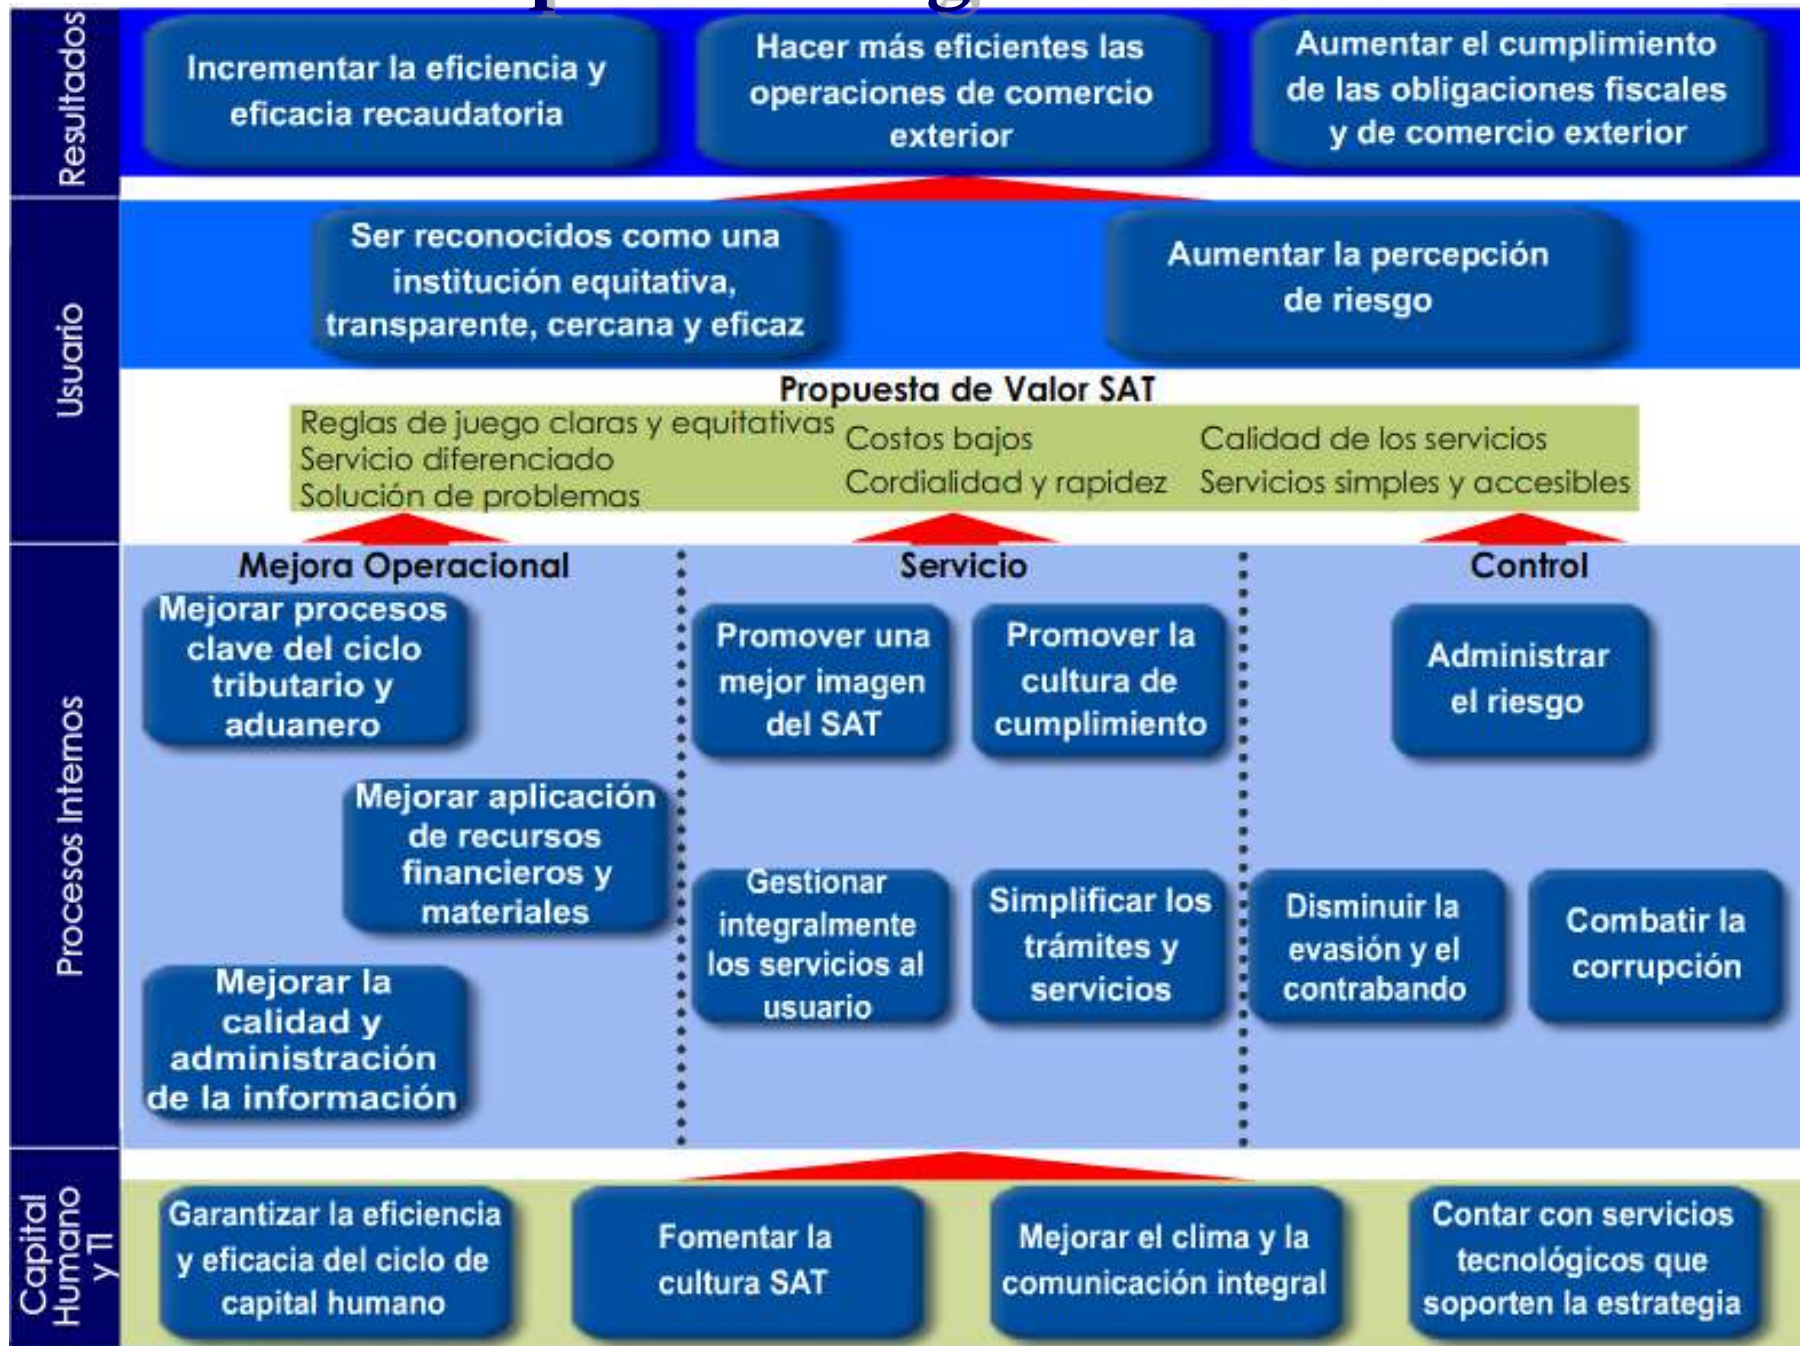 Resultados
Incrementar la eficiencia y
eficacia recaudatoria
Hacer más eficientes las
operaciones de comercio
exterior
Aumentar el cumplimiento
de las obligaciones fiscales
y de comercio exterior
Usuario
Ser reconocidos como una
institución equitativa,
transparente, cercana y eficaz
Aumentar la percepción
de riesgo
Propuesta de Valor SAT
Reglas de juego claras y equitativas
Servicio diferenciado
Solución de problemas
Costos bajos
Cordialidad y rapidez
Calidad de los servicios
Servicios simples y accesibles
Procesos Internos
Mejora Operacional
Mejorar procesos
clave del ciclo
tributario y
aduanero
Mejorar aplicación
de recursos
financieros y
materiales
Mejorar la
calidad y
administración
de la información
Servicio
Promover una
mejor imagen
del SAT
Promover la
cultura de
cumplimiento
Gestionar
integralmente
los servicios al
usuario
Simplificar los
trámites y
servicios
Control
Administrar
el riesgo
Disminuir la
evasión y el
contrabando
Combatir la
corrupción
Capital
Humano
y TI
Garantizar la eficiencia
y eficacia del ciclo de
capital humano
Fomentar la
cultura SAT
Mejorar el clima y la
comunicación integral
Contar con servicios
tecnológicos que
soporten la estrategia